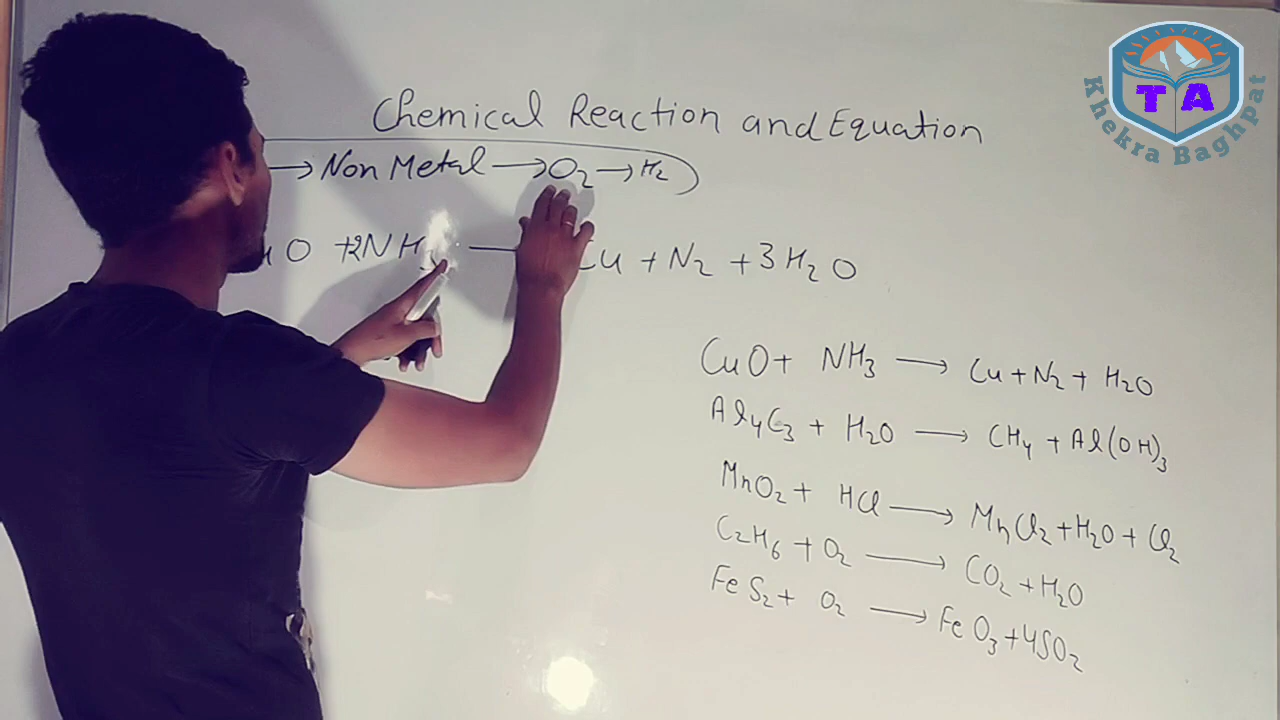 Chemical Reaction and Equation
→ Non Metal → O₂ → H₂
uO +2NH₃ — Cu + N₂ + 3H₂O
CuO + NH₃ → Cu + N₂ + H₂O
Al₄C₃ + H₂O → CH₄ + Al(OH)₃
MnO₂ + HCl → MnCl₂ + H₂O + Cl₂
C₂H₆ + O₂ → CO₂ + H₂O
FeS₂ + O₂ → FeO₃ + 4SO₂
TA
Khekra Baghpat